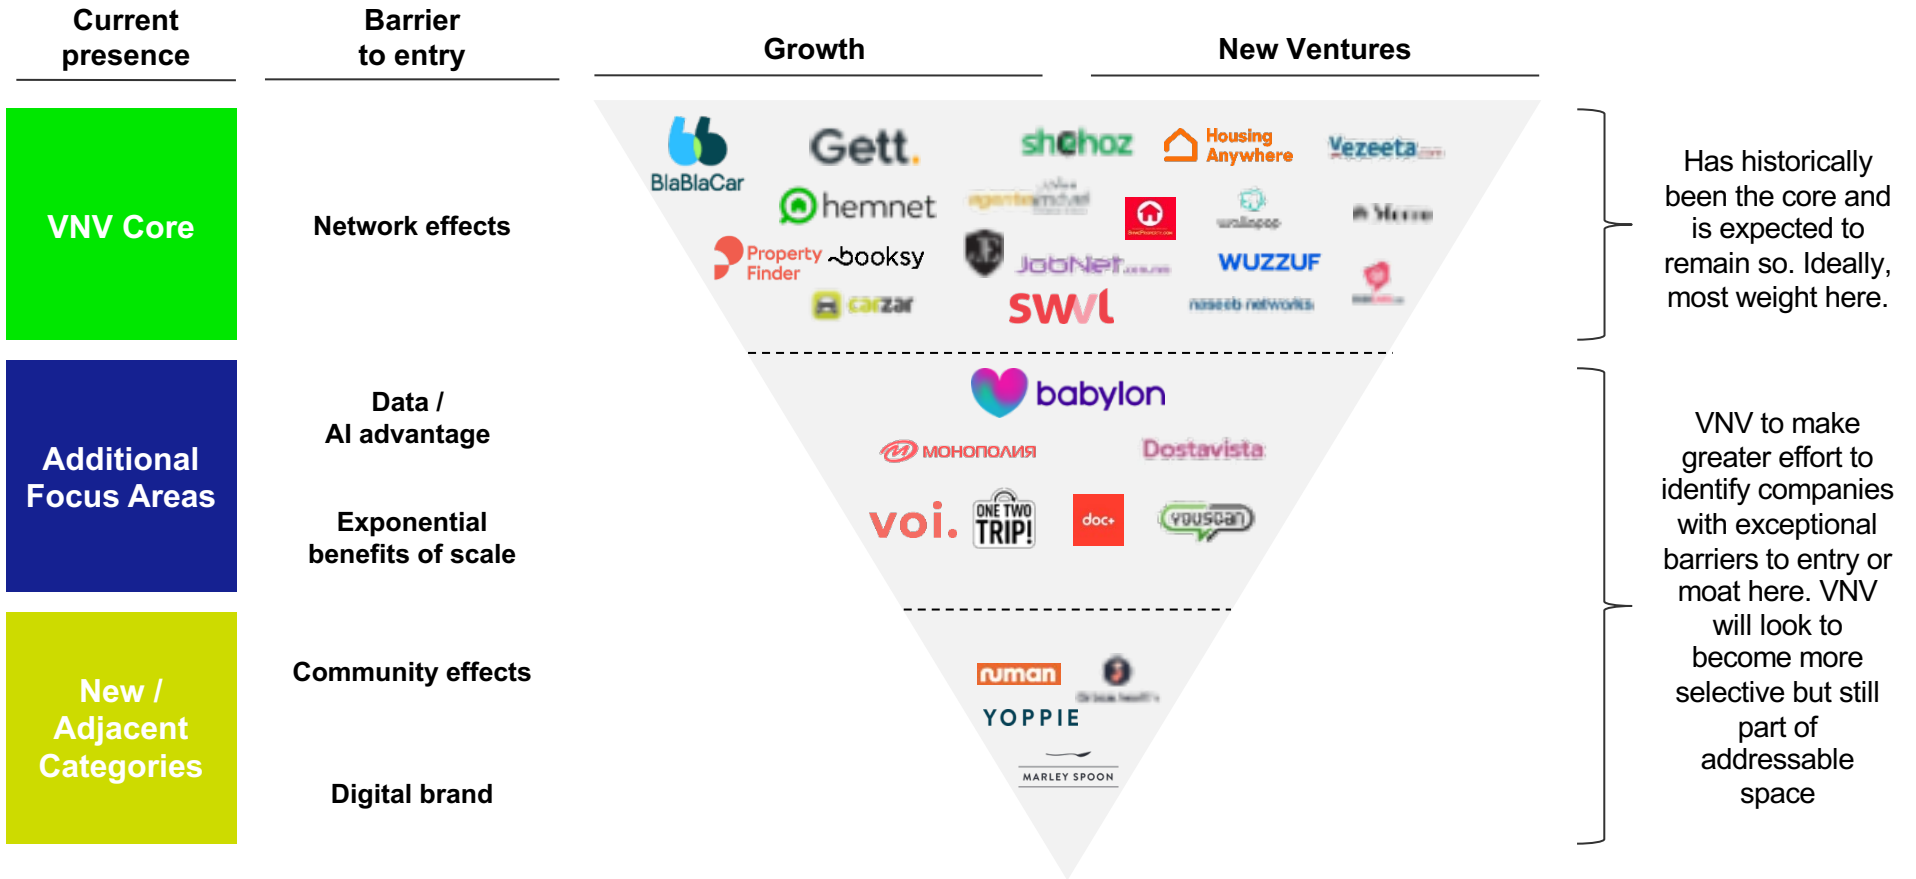 Current
presence
Barrier
to entry
Growth
New Ventures
VNV Core
Network effects
BlaBlaCar
Gett.
shohoz
Housing
Anywhere
Vezeeta
hemnet
wallapop
Property
Finder
booksy
JobNet.com.mm
WUZZUF
carzar
swvl
naseeb networks
Has historically
been the core and
is expected to
remain so. Ideally,
most weight here.
Additional
Focus Areas
Data /
AI advantage
Exponential
benefits of scale
babylon
МОНОПОЛИЯ
Dostavista
voi.
ONE TWO
TRIP!
doc+
youscan
New /
Adjacent
Categories
Community effects
Digital brand
numan
YOPPIE
MARLEY SPOON
VNV to make
greater effort to
identify companies
with exceptional
barriers to entry or
moat here. VNV
will look to
become more
selective but still
part of
addressable
space